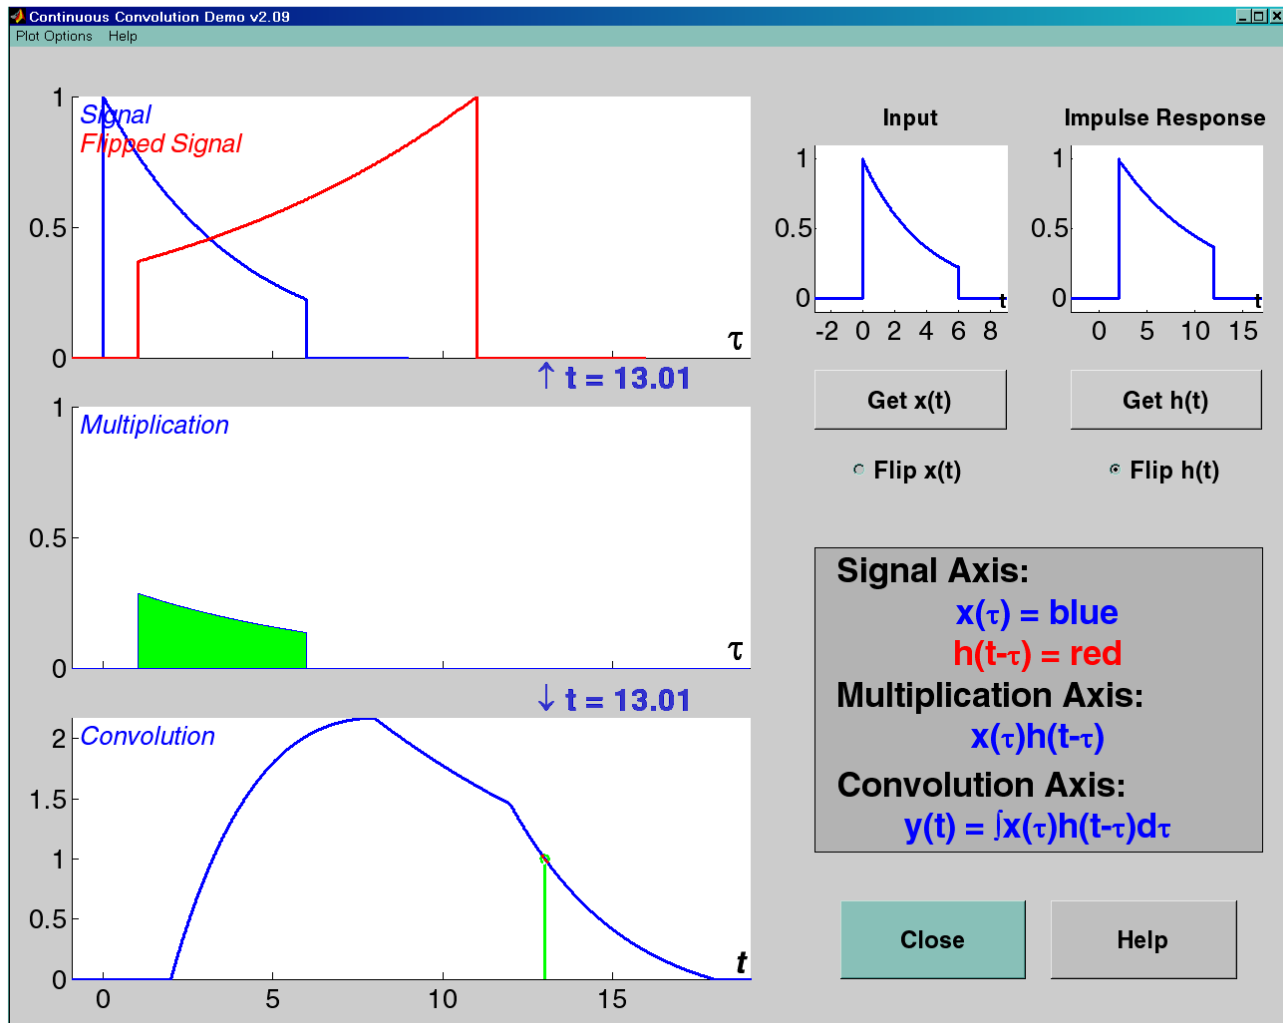 Continuous Convolution Demo v2.09
Plot Options Help
1
0.5
0
Signal
Flipped Signal
τ
↑ t = 13.01
1
0.5
0
Multiplication
τ
↓ t = 13.01
2
1.5
1
0.5
0
Convolution
t
0 5 10 15
Input
1
0.5
0
t
-2 0 2 4 6 8
Impulse Response
1
0.5
0
t
0 5 10 15
Get x(t)
Get h(t)
Flip x(t)
Flip h(t)
Signal Axis:
x(τ) = blue
h(t-τ) = red
Multiplication Axis:
x(τ)h(t-τ)
Convolution Axis:
y(t) = ∫x(τ)h(t-τ)dτ
Close
Help